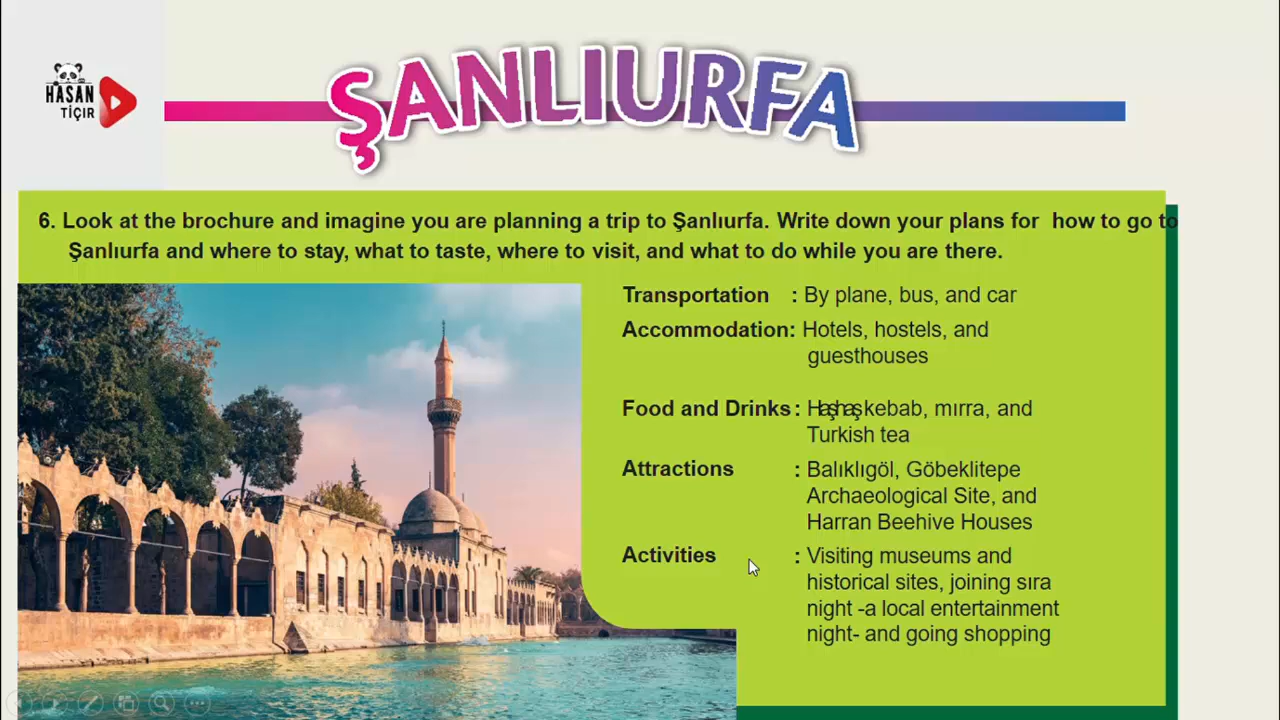 HASAN
TİÇIR
ŞANLIURFA
6. Look at the brochure and imagine you are planning a trip to Şanlıurfa. Write down your plans for how to go to
Şanlıurfa and where to stay, what to taste, where to visit, and what to do while you are there.
Transportation : By plane, bus, and car
Accommodation: Hotels, hostels, and
guesthouses
Food and Drinks : Haşhaş kebab, mırra, and
Turkish tea
Attractions : Balıklıgöl, Göbeklitepe
Archaeological Site, and
Harran Beehive Houses
Activities : Visiting museums and
historical sites, joining sıra
night -a local entertainment
night- and going shopping